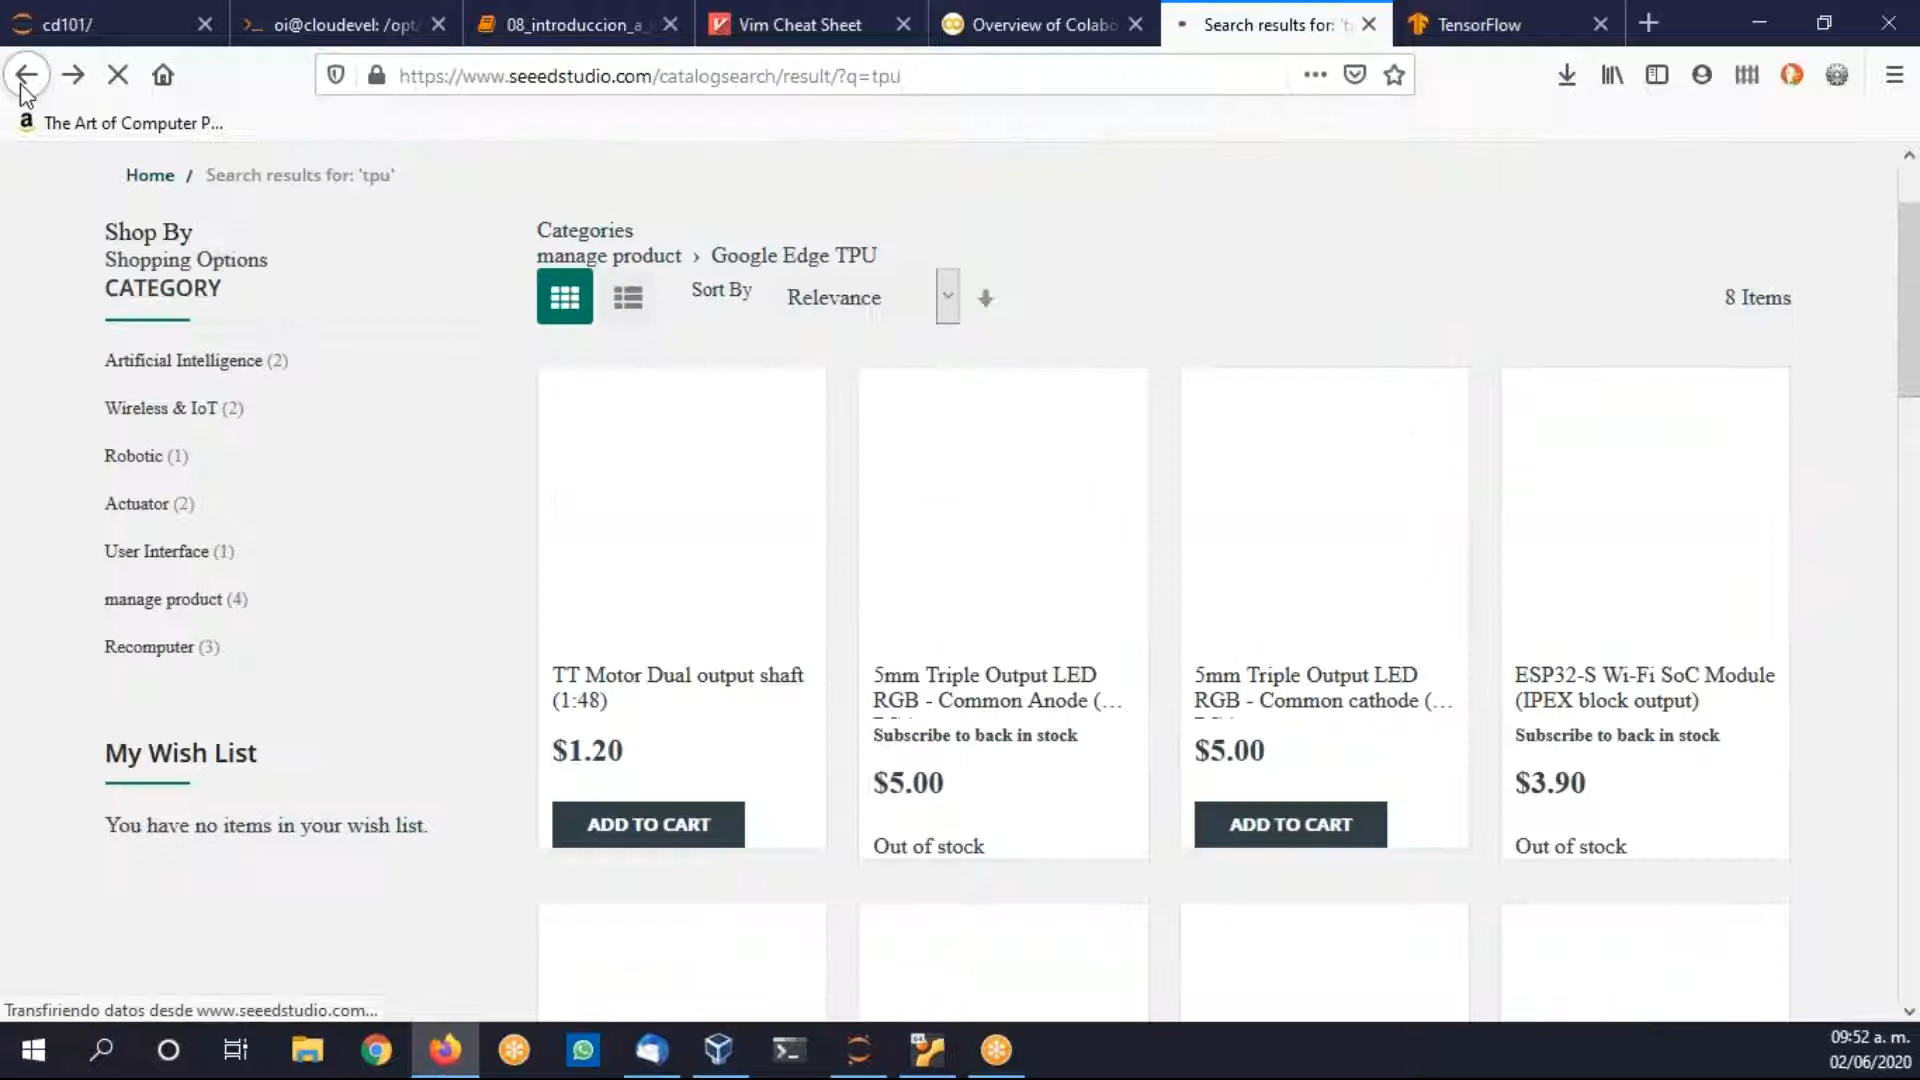 cd101/
oi@cloudevel: /opt
08_introduccion_a_
Vim Cheat Sheet
Overview of Colabo
Search results for: 't
TensorFlow
https://www.seeedstudio.com/catalogsearch/result/?q=tpu
The Art of Computer P...
Home / Search results for: 'tpu'
Shop By
Shopping Options
CATEGORY
Artificial Intelligence (2)
Wireless & IoT (2)
Robotic (1)
Actuator (2)
User Interface (1)
manage product (4)
Recomputer (3)
My Wish List
You have no items in your wish list.
Categories
manage product › Google Edge TPU
Sort By Relevance
8 Items
TT Motor Dual output shaft
(1:48)
$1.20
ADD TO CART
5mm Triple Output LED
RGB - Common Anode (...
Subscribe to back in stock
$5.00
Out of stock
5mm Triple Output LED
RGB - Common cathode (...
$5.00
ADD TO CART
ESP32-S Wi-Fi SoC Module
(IPEX block output)
Subscribe to back in stock
$3.90
Out of stock
Transfiriendo datos desde www.seeedstudio.com...
09:52 a. m.
02/06/2020